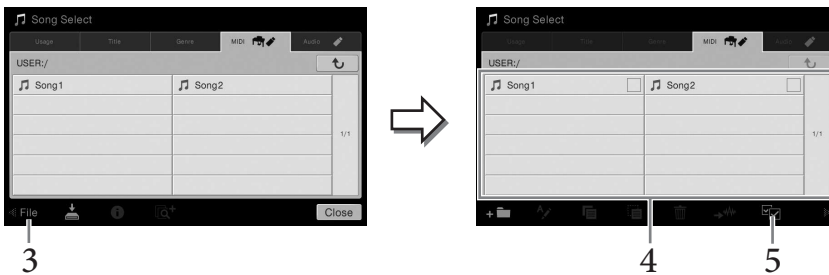 Song Select
Usage Title Genre MIDI Audio
USER:/
Song1 Song2
1/1
File Close
3
Song Select
Usage Title Genre MIDI Audio
USER:/
Song1 Song2
1/1
4 5